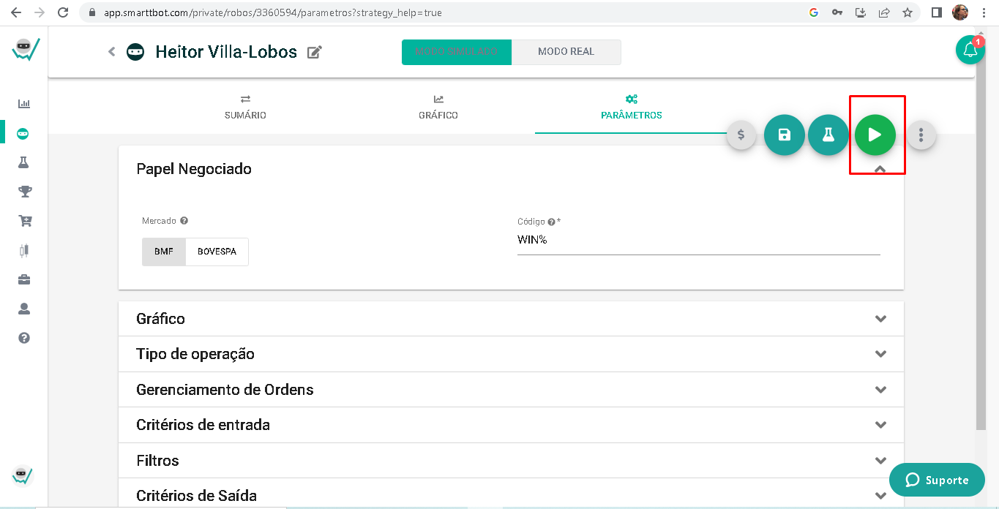 app.smarttbot.com/private/robos/3360594/parametros?strategy_help=true
Heitor Villa-Lobos
MODO SIMULADO
MODO REAL
1
SUMÁRIO
GRÁFICO
PARÂMETROS
$
Papel Negociado
Mercado ?
Código ? *
BMF
BOVESPA
WIN%
Gráfico
Tipo de operação
Gerenciamento de Ordens
Critérios de entrada
Filtros
Critérios de Saída
Suporte